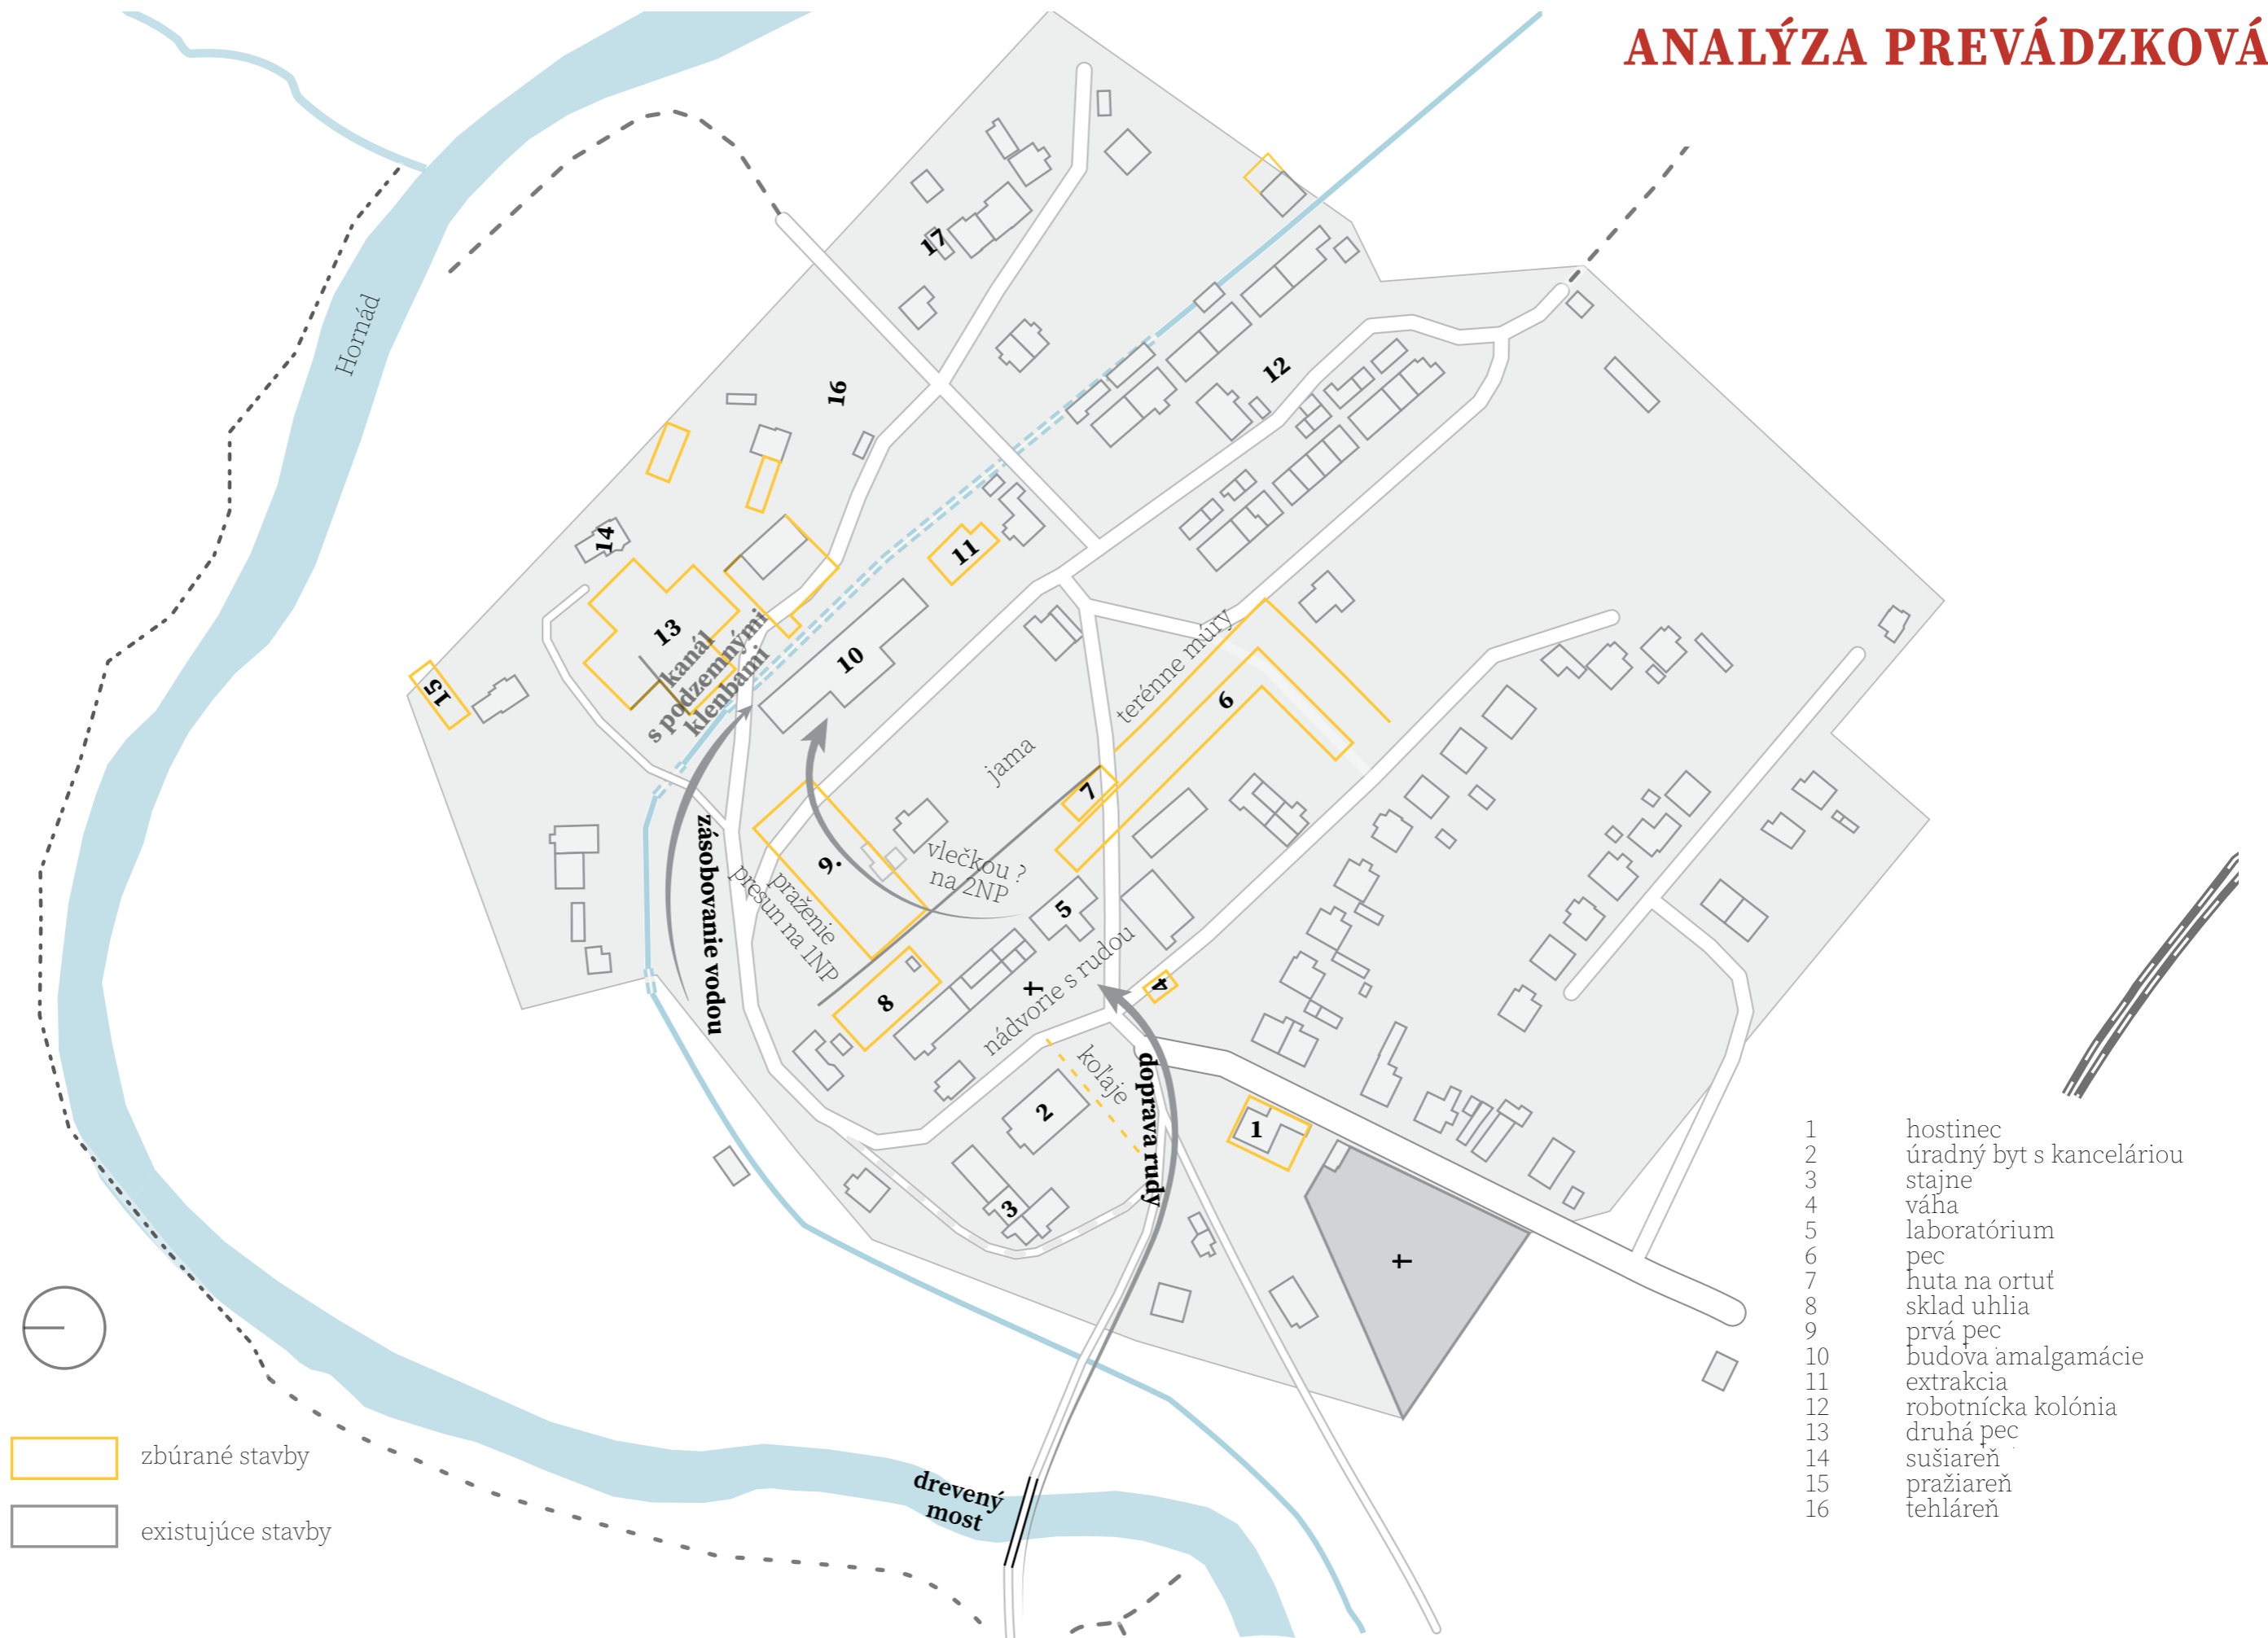 ANALÝZA PREVÁDZKOVÁ
Hornád
17
16
12
14
11
13
10
15
kanál
s podzemnými
klenbami
terénne múry
6
jama
7
zásobovanie vodou
9.
vlečkou ?
na 2NP
praženie
presun na 1NP
5
8
nádvorie s rudou
4
koľaje
2
doprava rudy
1
3
drevený
most
zbúrané stavby
existujúce stavby
1 hostinec
2 úradný byt s kanceláriou
3 stajne
4 váha
5 laboratórium
6 pec
7 huta na ortuť
8 sklad uhlia
9 prvá pec
10 budova amalgamácie
11 extrakcia
12 robotnícka kolónia
13 druhá pec
14 sušiareň
15 pražiareň
16 tehláreň